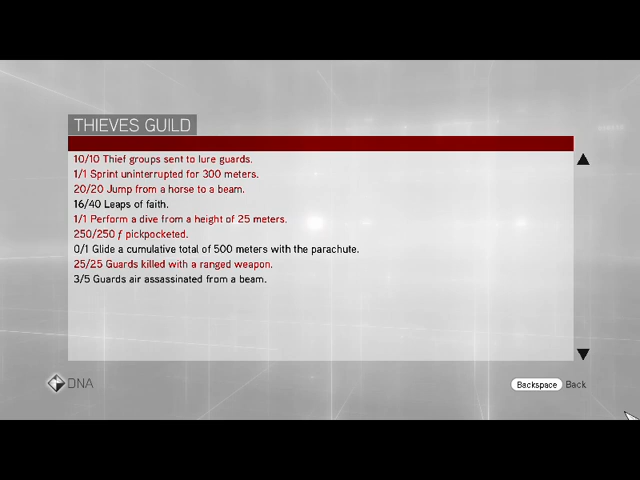 THIEVES GUILD
10/10 Thief groups sent to lure guards.
1/1 Sprint uninterrupted for 300 meters.
20/20 Jump from a horse to a beam.
16/40 Leaps of faith.
1/1 Perform a dive from a height of 25 meters.
250/250 ƒ pickpocketed.
0/1 Glide a cumulative total of 500 meters with the parachute.
25/25 Guards killed with a ranged weapon.
3/5 Guards air assassinated from a beam.
DNA
Backspace Back